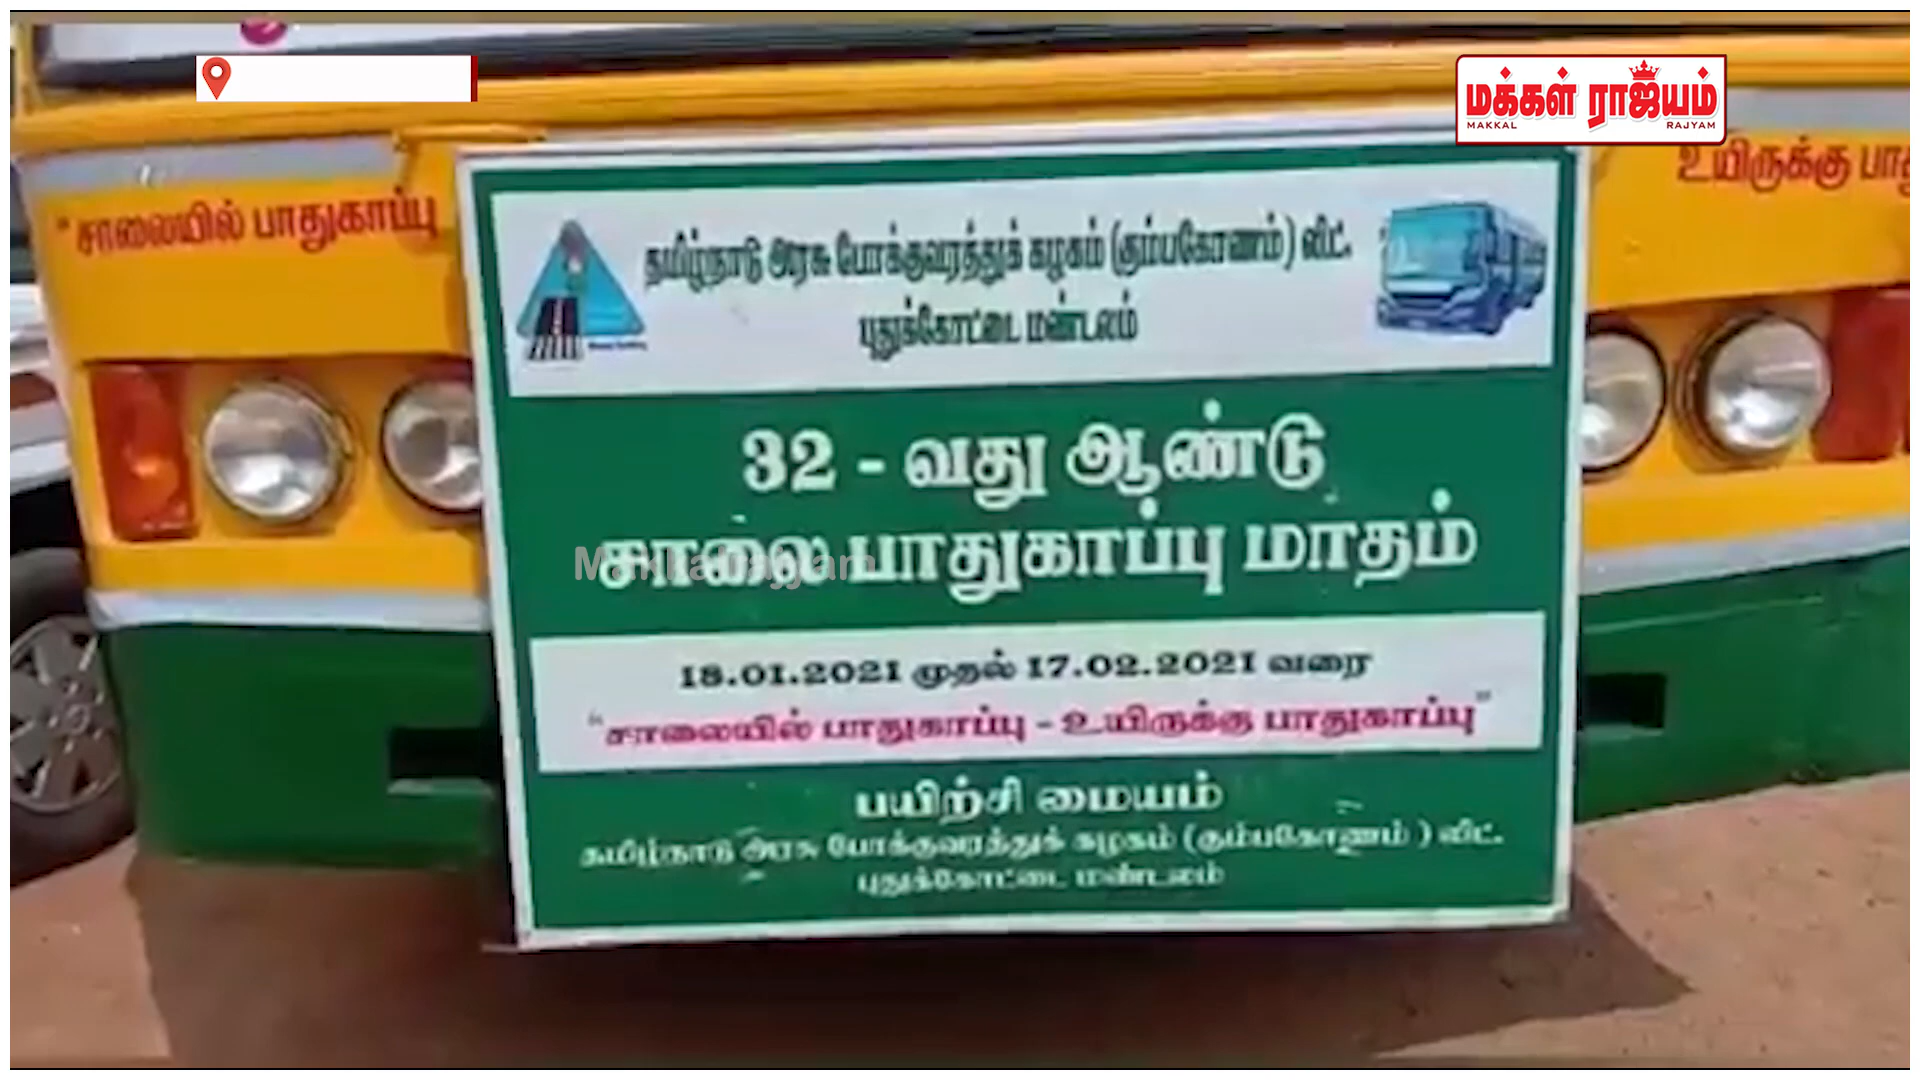 மக்கள் ராஜ்யம்
MAKKAL RAJYAM
" சாலையில் பாதுகாப்பு
உயிருக்கு
தமிழ்நாடு அரசு போக்குவரத்துக் கழகம் (கும்பகோணம்) லிட்.
புதுக்கோட்டை மண்டலம்
32 - வது ஆண்டு
சாலை பாதுகாப்பு மாதம்
MakkalRajyam
18.01.2021 முதல் 17.02.2021 வரை
"சாலையில் பாதுகாப்பு - உயிருக்கு பாதுகாப்பு"
பயிற்சி மையம்
தமிழ்நாடு அரசு போக்குவரத்துக் கழகம் (கும்பகோணம் ) லிட்.
புதுக்கோட்டை மண்டலம்